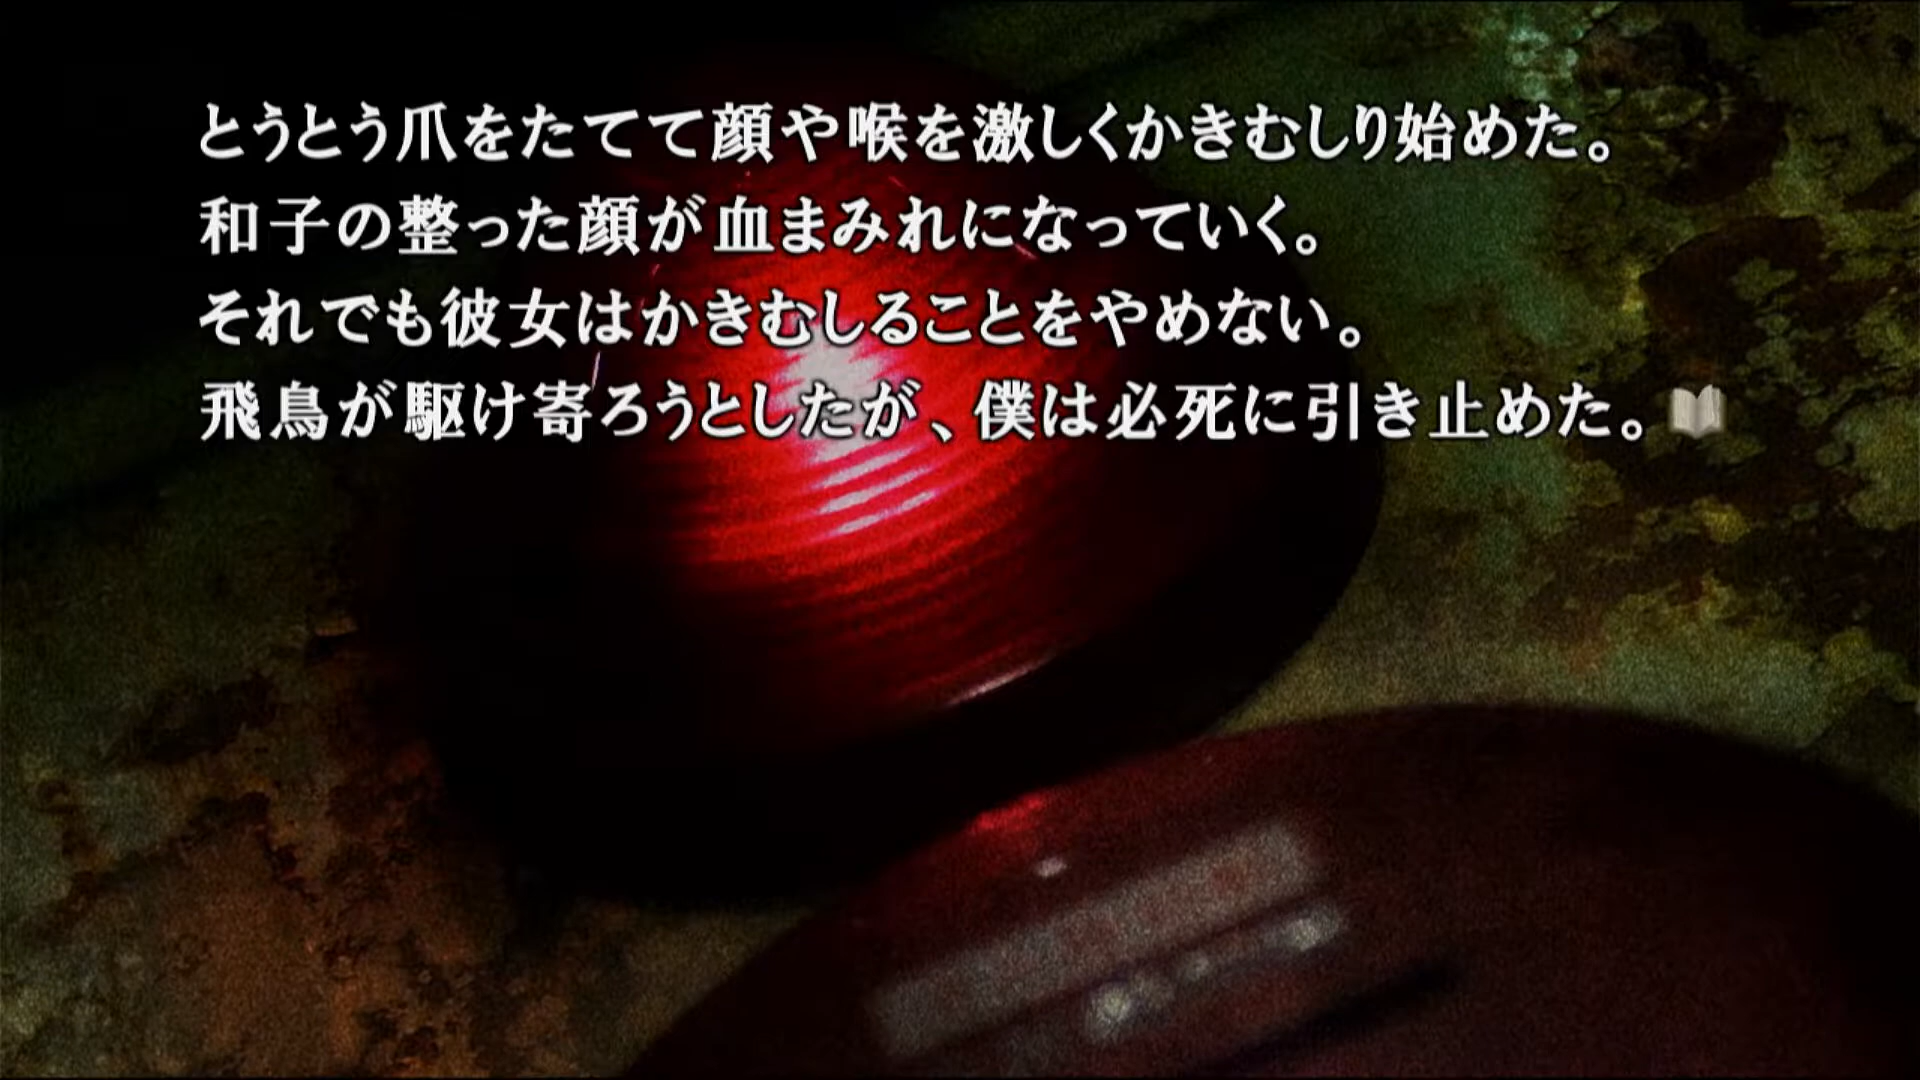 とうとう爪をたてて顔や喉を激しくかきむしり始めた。
和子の整った顔が血まみれになっていく。
それでも彼女はかきむしることをやめない。
飛鳥が駆け寄ろうとしたが、僕は必死に引き止めた。